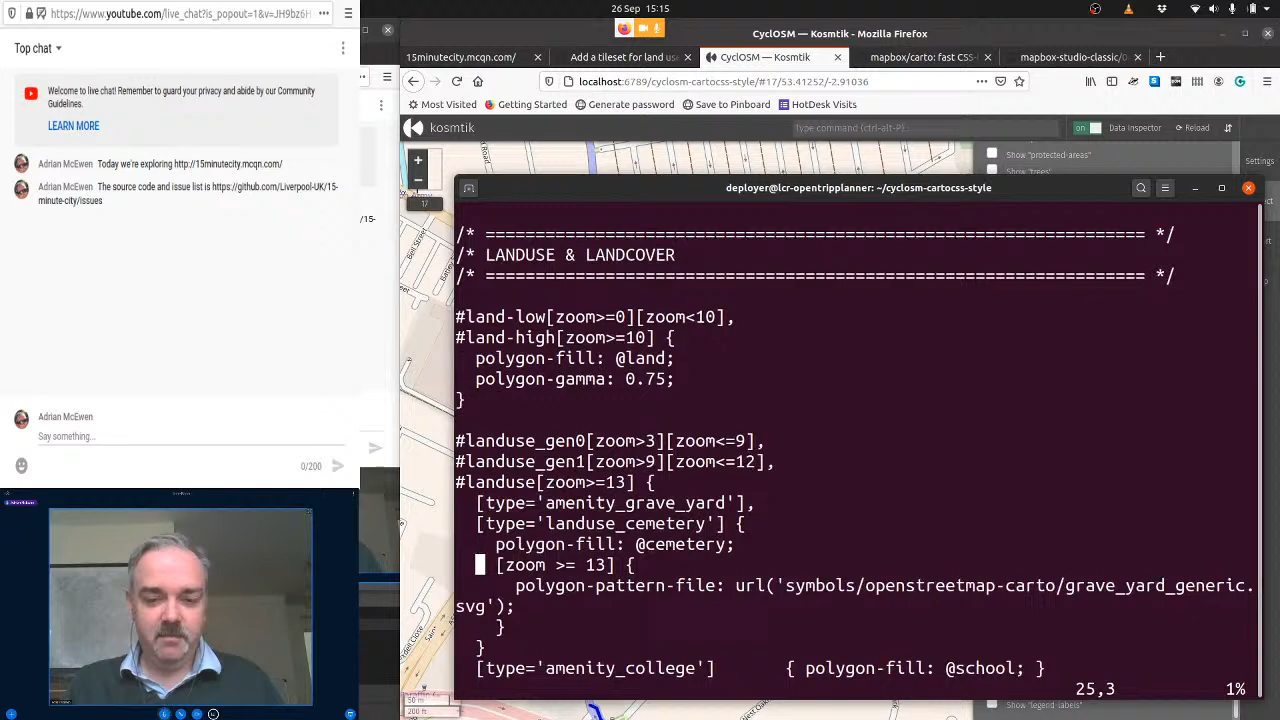 26 Sep 15:15
https://www.youtube.com/live_chat?is_popout=1&v=JH9bz6H
Top chat
Welcome to live chat! Remember to guard your privacy and abide by our Community
Guidelines.
LEARN MORE
Adrian McEwen Today we're exploring http://15minutecity.mcqn.com/
Adrian McEwen The source code and issue list is https://github.com/Liverpool-UK/15-
minute-city/issues
Adrian McEwen
Say something...
0/200
CyclOSM — Kosmtik - Mozilla Firefox
15minutecity.mcqn.com/
Add a tileset for land use
CyclOSM — Kosmtik
mapbox/carto: fast CSS-l
mapbox-studio-classic/
localhost:6789/cyclosm-cartocss-style/#17/53.41252/-2.91036
Most Visited
Getting Started
Generate password
Save to Pinboard
HotDesk Visits
kosmtik
Type command (ctrl-alt-P)
on
Data Inspector
Reload
Show "protected-areas"
Show "trees"
Settings
+
−
17
deployer@lcr-opentripplanner: ~/cyclosm-cartocss-style
/* ================================================================== */
/* LANDUSE & LANDCOVER
/* ================================================================== */
#land-low[zoom>=0][zoom<10],
#land-high[zoom>=10] {
polygon-fill: @land;
polygon-gamma: 0.75;
}
#landuse_gen0[zoom>3][zoom<=9],
#landuse_gen1[zoom>9][zoom<=12],
#landuse[zoom>=13] {
[type='amenity_grave_yard'],
[type='landuse_cemetery'] {
polygon-fill: @cemetery;
[zoom >= 13] {
polygon-pattern-file: url('symbols/openstreetmap-carto/grave_yard_generic.
svg');
}
}
[type='amenity_college'] { polygon-fill: @school; }
25,3
1%
50 m
200 ft
Show "legend-labels"